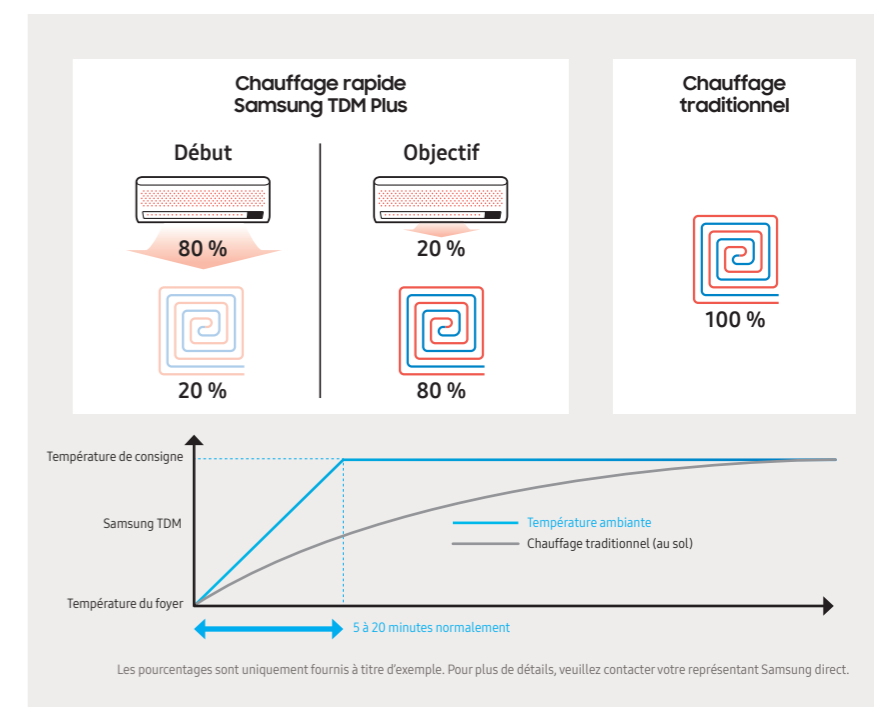 Chauffage rapide
Samsung TDM Plus
Début
Objectif
80 %
20 %
20 %
80 %
Chauffage
traditionnel
100 %
Température de consigne
Samsung TDM
Température du foyer
Température ambiante
Chauffage traditionnel (au sol)
5 à 20 minutes normalement
Les pourcentages sont uniquement fournis à titre d'exemple. Pour plus de détails, veuillez contacter votre représentant Samsung direct.